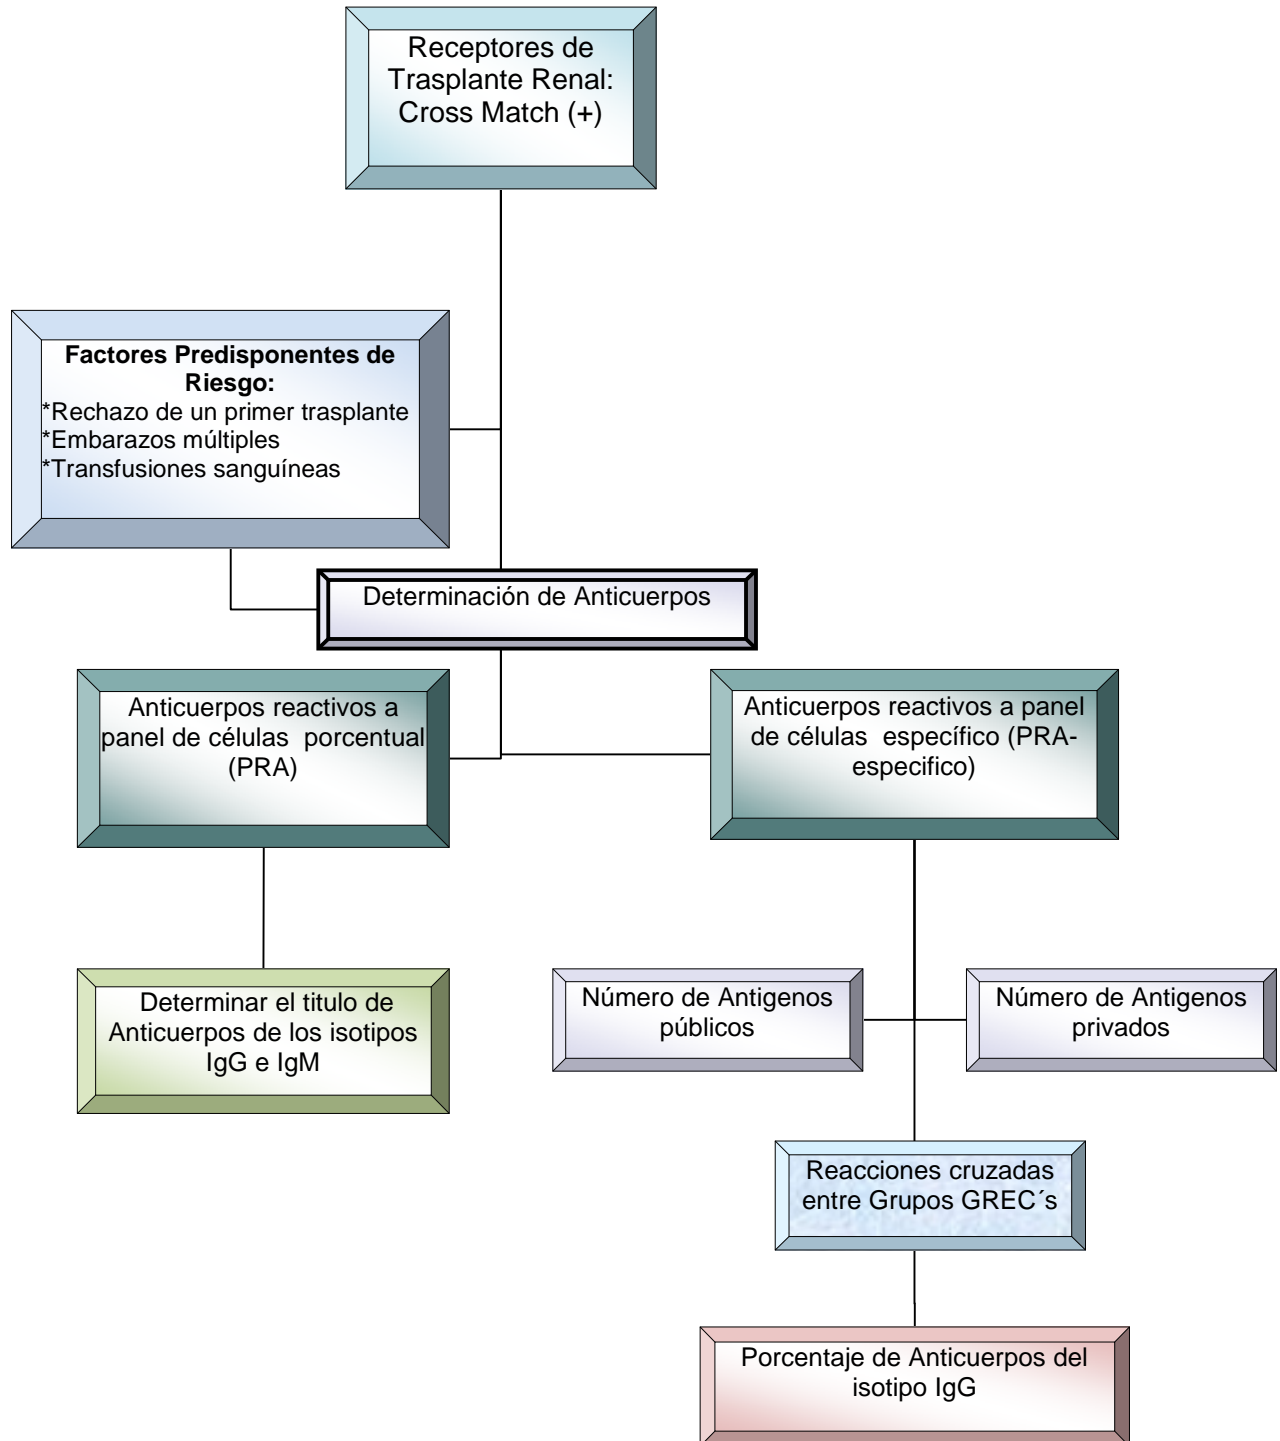 Receptores de
Trasplante Renal:
Cross Match (+)
Factores Predisponentes de
Riesgo:
*Rechazo de un primer trasplante
*Embarazos múltiples
*Transfusiones sanguíneas
Determinación de Anticuerpos
Anticuerpos reactivos a
panel de células porcentual
(PRA)
Anticuerpos reactivos a panel
de células específico (PRA-
especifico)
Determinar el titulo de
Anticuerpos de los isotipos
IgG e IgM
Número de Antigenos
públicos
Número de Antigenos
privados
Reacciones cruzadas
entre Grupos GREC´s
Porcentaje de Anticuerpos del
isotipo IgG